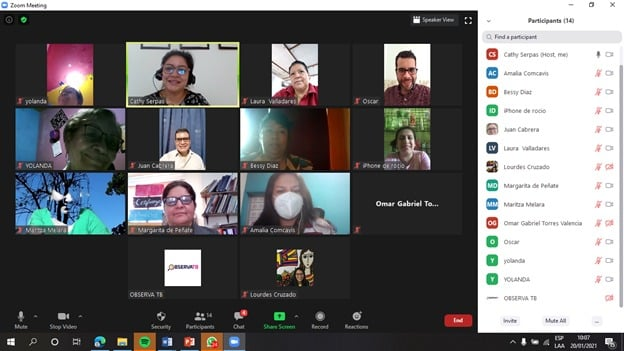 Zoom Meeting
Speaker View
yolanda
Cathy Serpas
Laura Valladares
Oscar
YOLANDA
Juan Cabrera
Bessy Diaz
iPhone de rocio
Maritza Melara
Margarita de Peñate
Amalia Comcavis
Omar Gabriel To...
OBSERVATB
OBSERVA TB
Lourdes Cruzado
Mute
Stop Video
Security
14
Participants
4
Chat
Share Screen
Record
Reactions
End
Participants (14)
Find a participant
CS Cathy Serpas (Host, me)
AC Amalia Comcavis
BD Bessy Diaz
ID iPhone de rocio
Juan Cabrera
LV Laura Valladares
Lourdes Cruzado
MD Margarita de Peñate
MM Maritza Melara
OG Omar Gabriel Torres Valencia
O Oscar
Y yolanda
Y YOLANDA
OBSERVA TB
Invite
Mute All
...
ESP
LAA
10:07
20/01/2021